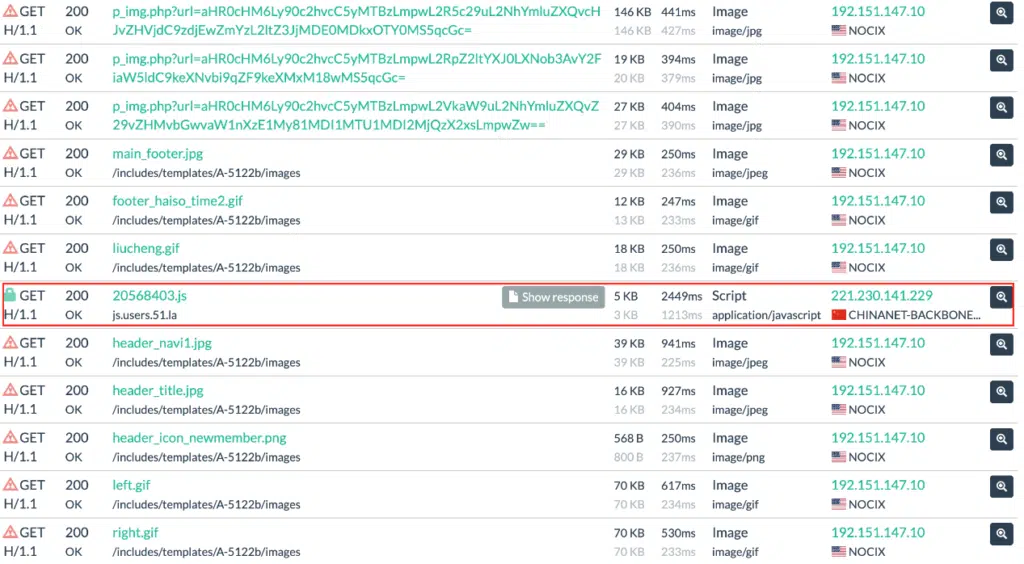 GET 200 p_img.php?url=aHR0cHM6Ly90c2hvcC5yMTBzLmpwL2R5c29uL2NhYmluZXQvcH 146 KB 441ms Image 192.151.147.10
H/1.1 OK JvZHVjdC9zdjEwZmYzL2ltZ3JjMDE0MDkxOTY0MS5qcGc= 146 KB 427ms image/jpg NOCIX
GET 200 p_img.php?url=aHR0cHM6Ly90c2hvcC5yMTBzLmpwL2RpZ2ltYXJ0LXNob3AvY2F 19 KB 394ms Image 192.151.147.10
H/1.1 OK iaW5ldC9keXNvbi9qZF9keXMxM18wMS5qcGc= 20 KB 379ms image/jpg NOCIX
GET 200 p_img.php?url=aHR0cHM6Ly90c2hvcC5yMTBzLmpwL2VkaW9uL2NhYmluZXQvZ 27 KB 404ms Image 192.151.147.10
H/1.1 OK 29vZHMvbGwvaW1nXzE1My81MDI1MTU1MDI2MjQzX2xsLmpwZw== 27 KB 390ms image/jpg NOCIX
GET 200 main_footer.jpg 29 KB 250ms Image 192.151.147.10
H/1.1 OK /includes/templates/A-5122b/images 29 KB 236ms image/jpeg NOCIX
GET 200 footer_haiso_time2.gif 12 KB 247ms Image 192.151.147.10
H/1.1 OK /includes/templates/A-5122b/images 13 KB 233ms image/gif NOCIX
GET 200 liucheng.gif 18 KB 250ms Image 192.151.147.10
H/1.1 OK /includes/templates/A-5122b/images 18 KB 236ms image/gif NOCIX
GET 200 20568403.js Show response 5 KB 2449ms Script 221.230.141.229
H/1.1 OK js.users.51.la 3 KB 1213ms application/javascript CHINANET-BACKBONE...
GET 200 header_navi1.jpg 39 KB 941ms Image 192.151.147.10
H/1.1 OK /includes/templates/A-5122b/images 39 KB 225ms image/jpeg NOCIX
GET 200 header_title.jpg 16 KB 927ms Image 192.151.147.10
H/1.1 OK /includes/templates/A-5122b/images 16 KB 234ms image/jpeg NOCIX
GET 200 header_icon_newmember.png 568 B 250ms Image 192.151.147.10
H/1.1 OK /includes/templates/A-5122b/images 800 B 237ms image/png NOCIX
GET 200 left.gif 70 KB 617ms Image 192.151.147.10
H/1.1 OK /includes/templates/A-5122b/images 70 KB 234ms image/gif NOCIX
GET 200 right.gif 70 KB 530ms Image 192.151.147.10
H/1.1 OK /includes/templates/A-5122b/images 70 KB 233ms image/gif NOCIX